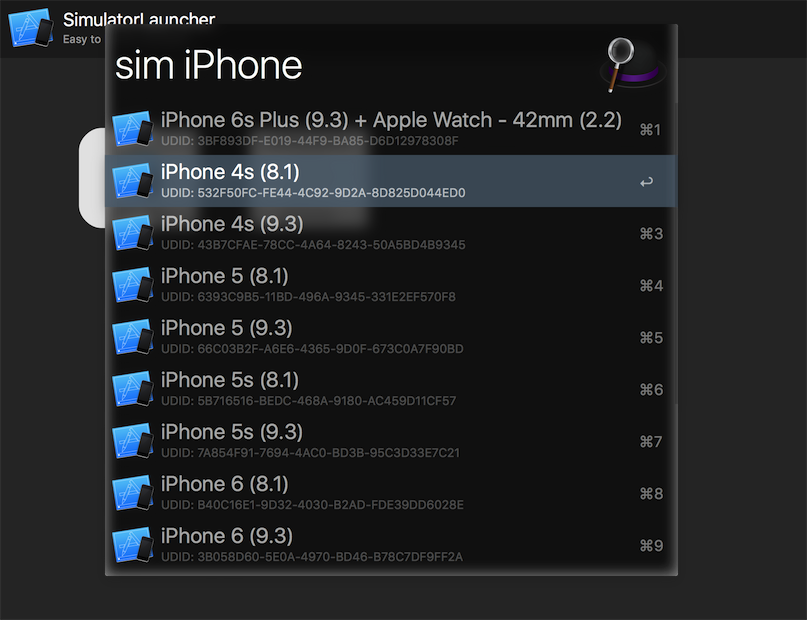 SimulatorLauncher
Easy to
sim iPhone
iPhone 6s Plus (9.3) + Apple Watch - 42mm (2.2)
UDID: 3BF893DF-E019-44F9-BA85-D6D12978308F
⌘1
iPhone 4s (8.1)
UDID: 532F50FC-FE44-4C92-9D2A-8D825D044ED0
↩
iPhone 4s (9.3)
UDID: 43B7CFAE-78CC-4A64-8243-50A5BD4B9345
⌘3
iPhone 5 (8.1)
UDID: 6393C9B5-11BD-496A-9345-331E2EF570F8
⌘4
iPhone 5 (9.3)
UDID: 66C03B2F-A6E6-4365-9D0F-673C0A7F90BD
⌘5
iPhone 5s (8.1)
UDID: 5B716516-BEDC-468A-9180-AC459D11CF57
⌘6
iPhone 5s (9.3)
UDID: 7A854F91-7694-4AC0-BD3B-95C3D33E7C21
⌘7
iPhone 6 (8.1)
UDID: B40C16E1-9D32-4030-B2AD-FDE39DD6028E
⌘8
iPhone 6 (9.3)
UDID: 3B058D60-5E0A-4970-BD46-B78C7DF9FF2A
⌘9